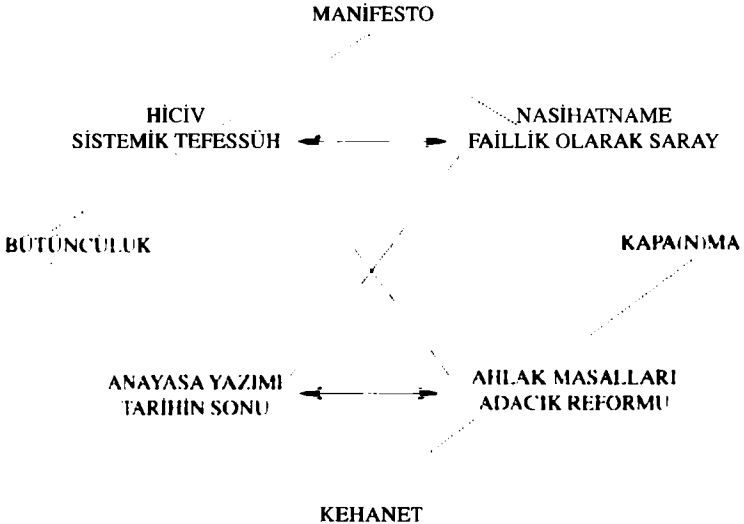 MANİFESTO
HİCİV
SİSTEMİK TEFESSÜH
NASİHATNAME
FAİLLİK OLARAK SARAY
BÜTÜNCÜLUK
KAPA(N)MA
ANAYASA YAZIMI
TARİHİN SONU
AHLAK MASALLARI
ADACIK REFORMU
KEHANET